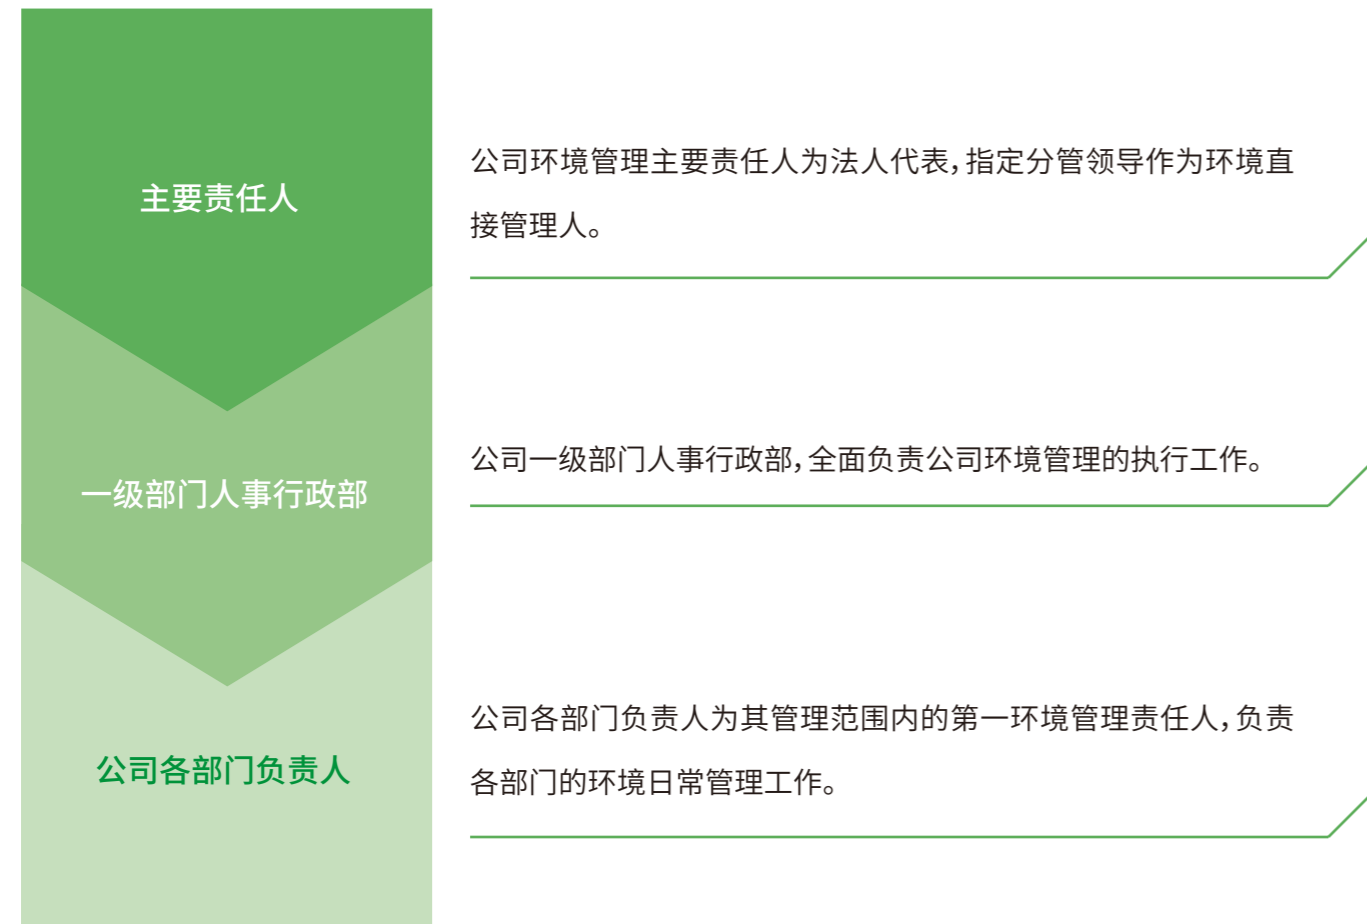 主要责任人
公司环境管理主要责任人为法人代表，指定分管领导作为环境直
接管理人。
一级部门人事行政部
公司一级部门人事行政部，全面负责公司环境管理的执行工作。
公司各部门负责人
公司各部门负责人为其管理范围内的第一环境管理责任人，负责
各部门的环境日常管理工作。